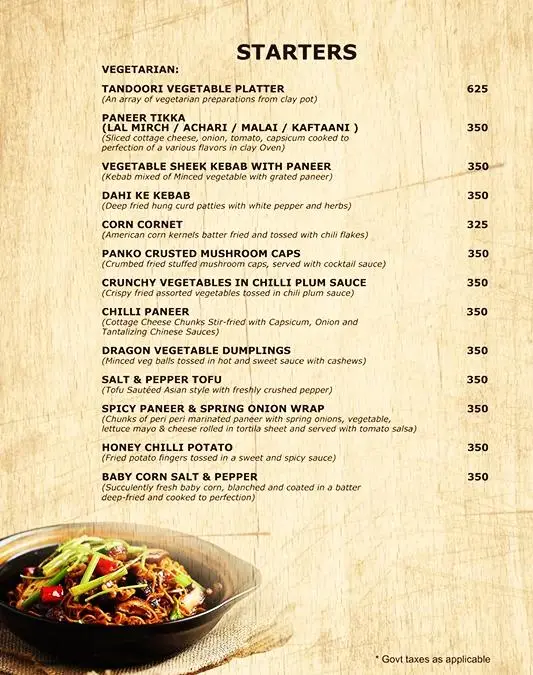 STARTERS
VEGETARIAN:
TANDOORI VEGETABLE PLATTER 625
(An array of vegetarian preparations from clay pot)
PANEER TIKKA
(LAL MIRCH / ACHARI / MALAI / KAFTAANI ) 350
(Sliced cottage cheese, onion, tomato, capsicum cooked to
perfection of a various flavors in clay Oven)
VEGETABLE SHEEK KEBAB WITH PANEER 350
(Kebab mixed of Minced vegetable with grated paneer)
DAHI KE KEBAB 350
(Deep fried hung curd patties with white pepper and herbs)
CORN CORNET 325
(American corn kernels batter fried and tossed with chili flakes)
PANKO CRUSTED MUSHROOM CAPS 350
(Crumbed fried stuffed mushroom caps, served with cocktail sauce)
CRUNCHY VEGETABLES IN CHILLI PLUM SAUCE 350
(Crispy fried assorted vegetables tossed in chili plum sauce)
CHILLI PANEER 350
(Cottage Cheese Chunks Stir-fried with Capsicum, Onion and
Tantalizing Chinese Sauces)
DRAGON VEGETABLE DUMPLINGS 350
(Minced veg balls tossed in hot and sweet sauce with cashews)
SALT & PEPPER TOFU 350
(Tofu Sautéed Asian style with freshly crushed pepper)
SPICY PANEER & SPRING ONION WRAP 350
(Chunks of peri peri marinated paneer with spring onions, vegetable,
lettuce mayo & cheese rolled in tortila sheet and served with tomato salsa)
HONEY CHILLI POTATO 350
(Fried potato fingers tossed in a sweet and spicy sauce)
BABY CORN SALT & PEPPER 350
(Succulently fresh baby corn, blanched and coated in a batter
deep-fried and cooked to perfection)
* Govt taxes as applicable